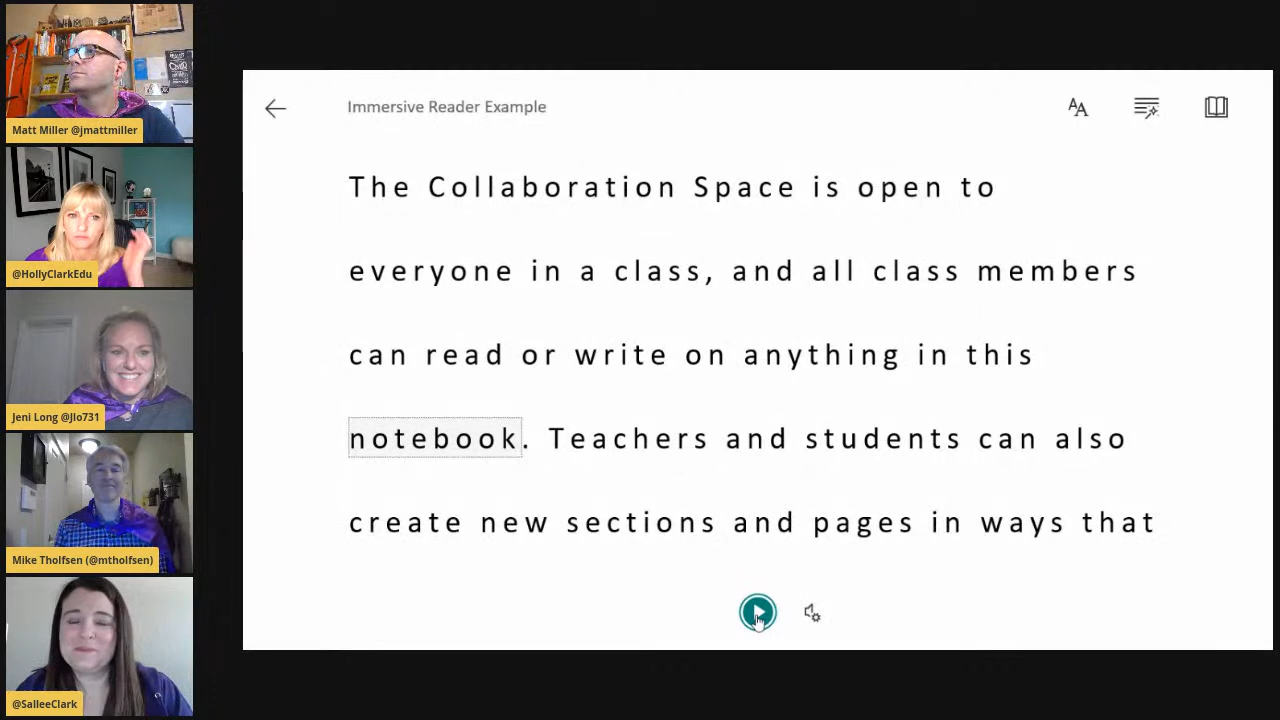 Matt Miller @jmattmiller
@HollyClarkEdu
Jeni Long @Jlo731
Mike Tholfsen (@mtholfsen)
@SalleeClark
Immersive Reader Example
AA
The Collaboration Space is open to
everyone in a class, and all class members
can read or write on anything in this
notebook. Teachers and students can also
create new sections and pages in ways that